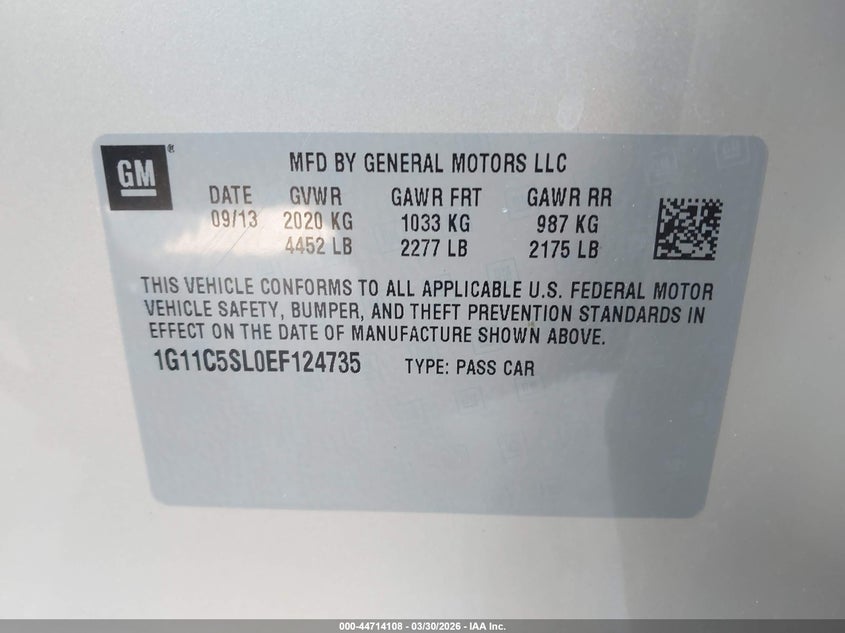 GM®
MFD BY GENERAL MOTORS LLC
DATE GVWR GAWR FRT GAWR RR
09/13 2020 KG 1033 KG 987 KG
4452 LB 2277 LB 2175 LB
THIS VEHICLE CONFORMS TO ALL APPLICABLE U.S. FEDERAL MOTOR
VEHICLE SAFETY, BUMPER, AND THEFT PREVENTION STANDARDS IN
EFFECT ON THE DATE OF MANUFACTURE SHOWN ABOVE.
1G11C5SL0EF124735 TYPE: PASS CAR
000-44714108 - 03/30/2026 - IAA Inc.